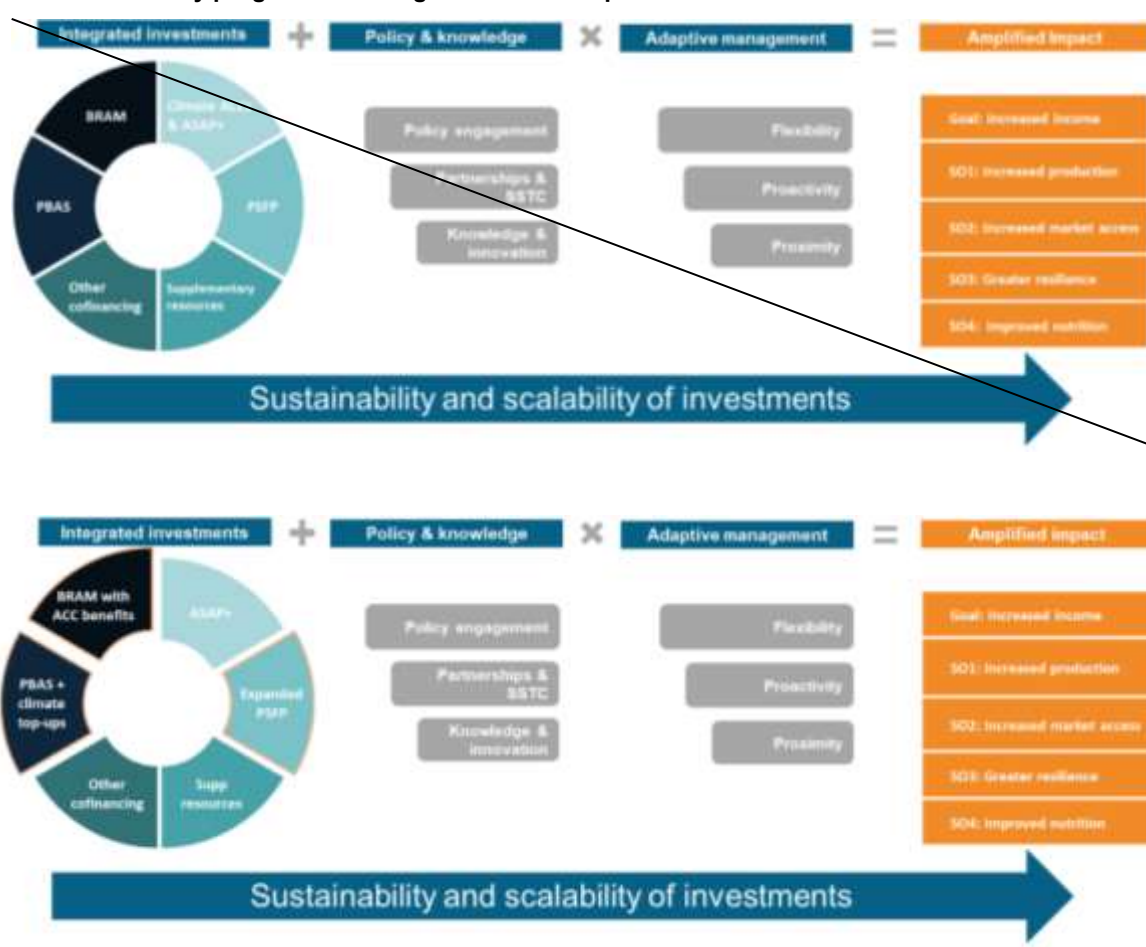 Integrated investments + Policy & knowledge × Adaptive management = Amplified Impact
BRAM
Climate ACC
& ASAP+
PBAS
PSFP
Other
cofinancing
Supplementary
resources
Policy engagement
Partnerships &
SSTC
Knowledge &
innovation
Flexibility
Proactivity
Proximity
Goal: Increased income
SO1: Increased production
SO2: Increased market access
SO3: Greater resilience
SO4: Improved nutrition
Sustainability and scalability of investments
Integrated investments + Policy & knowledge × Adaptive management = Amplified impact
BRAM with
ACC benefits
ASAP+
PBAS +
climate
top-ups
Expanded
PSFP
Other
cofinancing
Supp
resources
Policy engagement
Partnerships &
SSTC
Knowledge &
innovation
Flexibility
Proactivity
Proximity
Goal: Increased income
SO1: Increased production
SO2: Increased market access
SO3: Greater resilience
SO4: Improved nutrition
Sustainability and scalability of investments